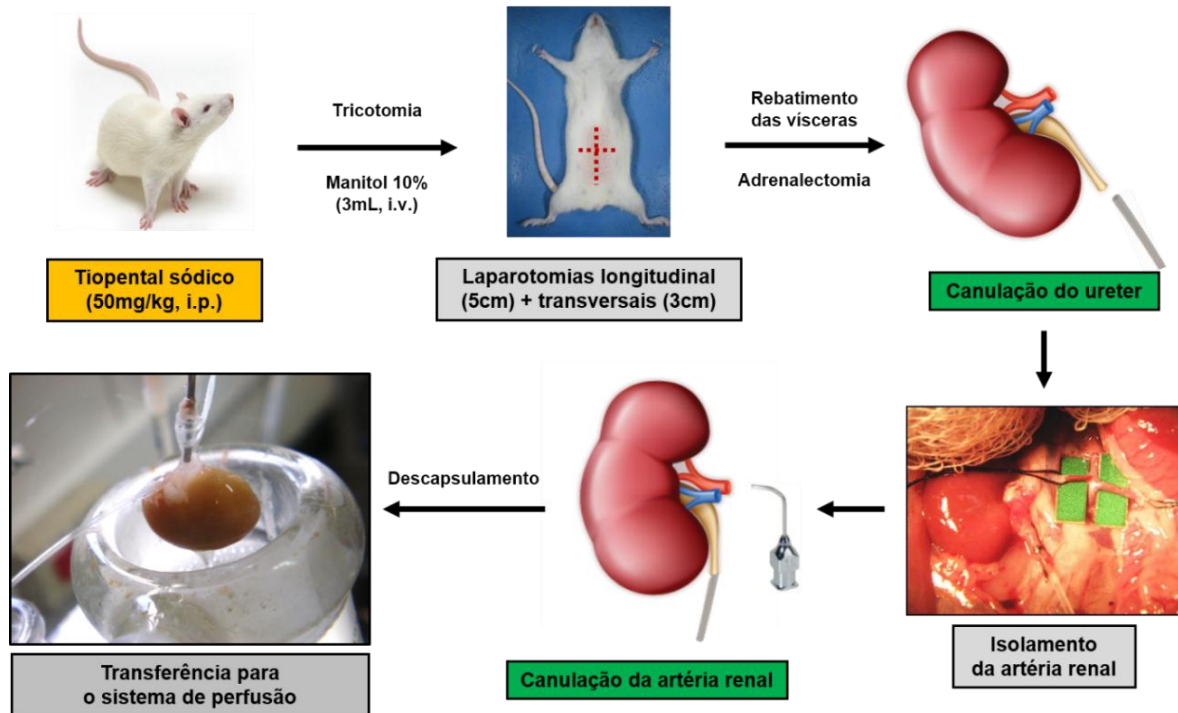 Tiopental sódico
(50mg/kg, i.p.)
Tricotomia
Manitol 10%
(3mL, i.v.)
Laparotomias longitudinal
(5cm) + transversais (3cm)
Rebatimento
das vísceras
Adrenalectomia
Canulação do ureter
Isolamento
da artéria renal
Canulação da artéria renal
Descapsulamento
Transferência para
o sistema de perfusão